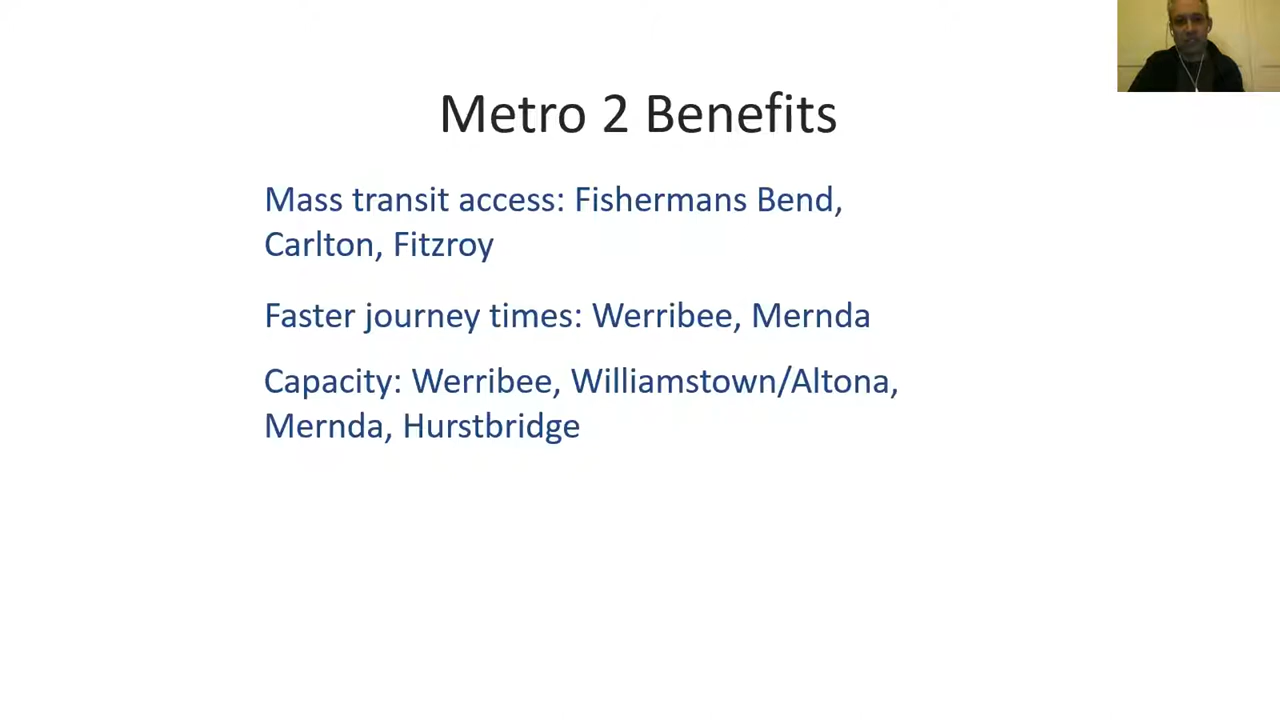 Metro 2 Benefits
Mass transit access: Fishermans Bend,
Carlton, Fitzroy
Faster journey times: Werribee, Mernda
Capacity: Werribee, Williamstown/Altona,
Mernda, Hurstbridge